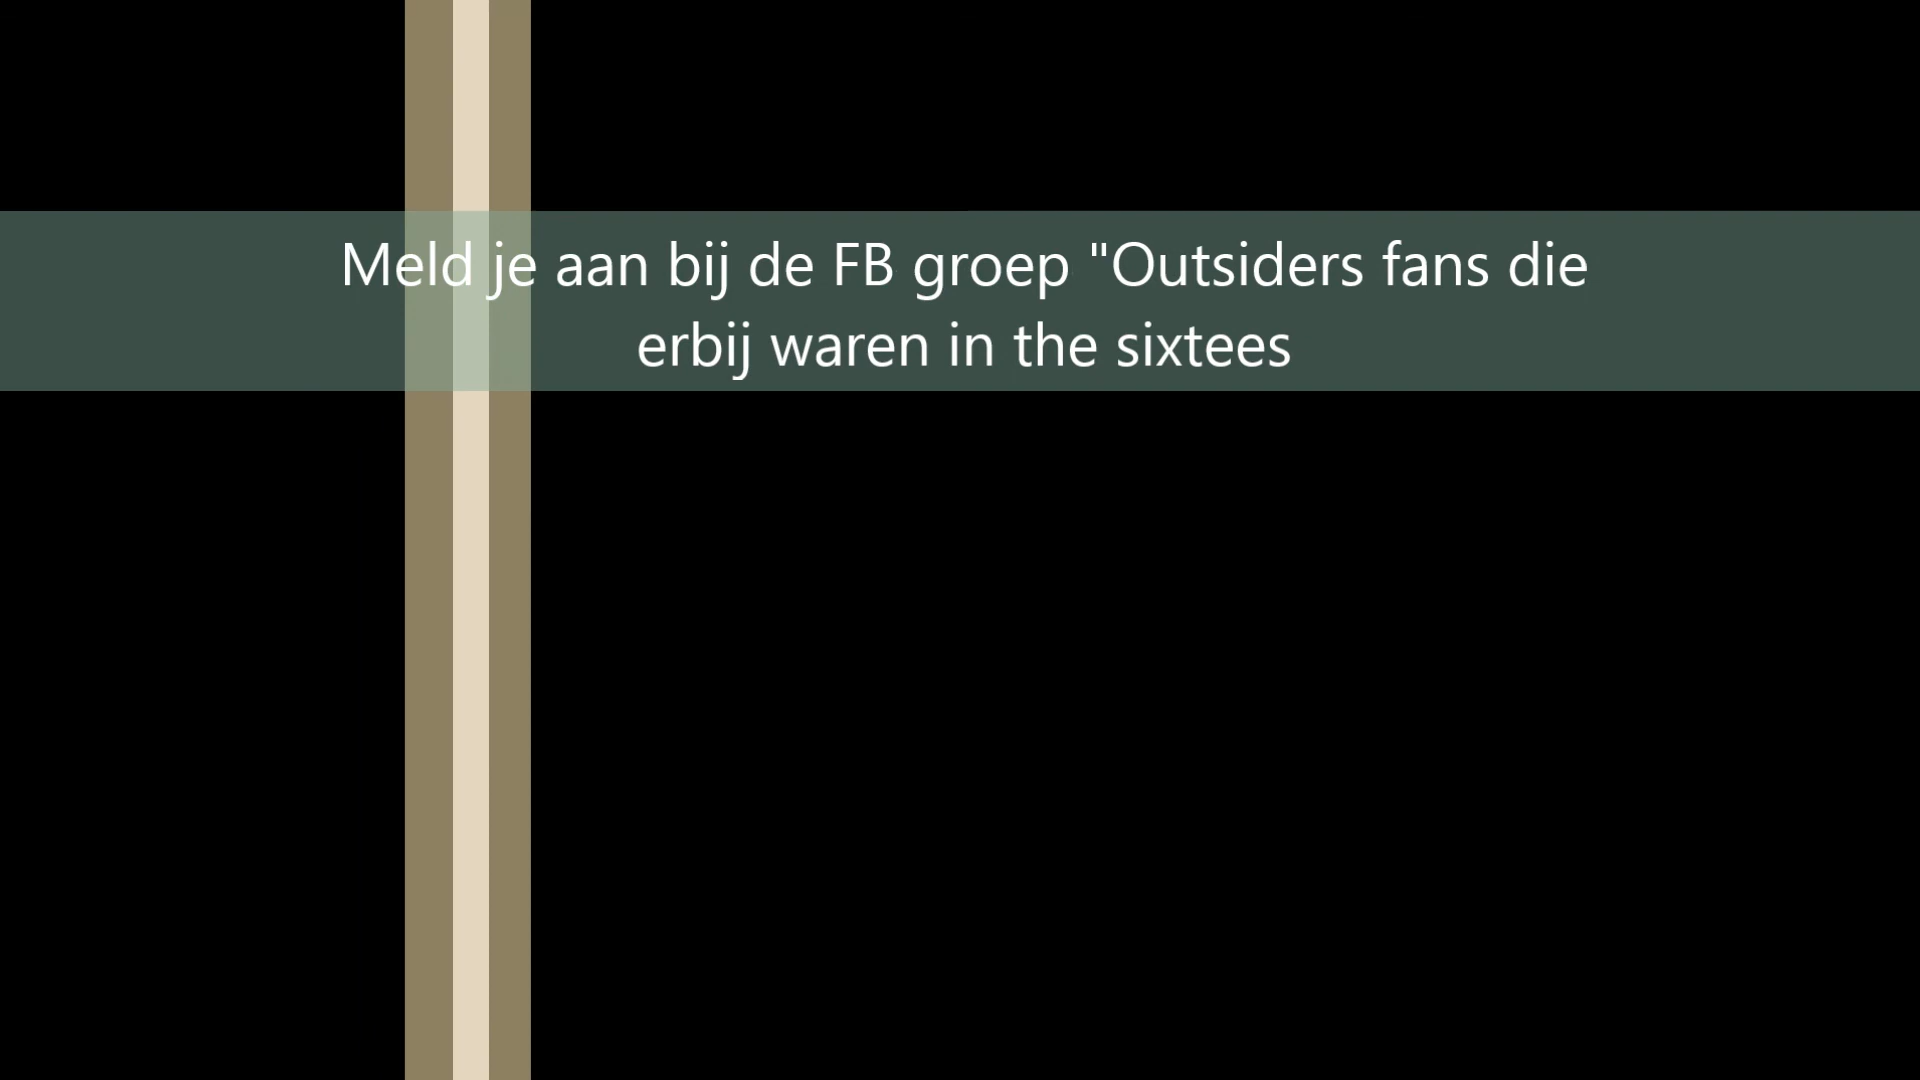 Meld je aan bij de FB groep "Outsiders fans die
erbij waren in the sixtees